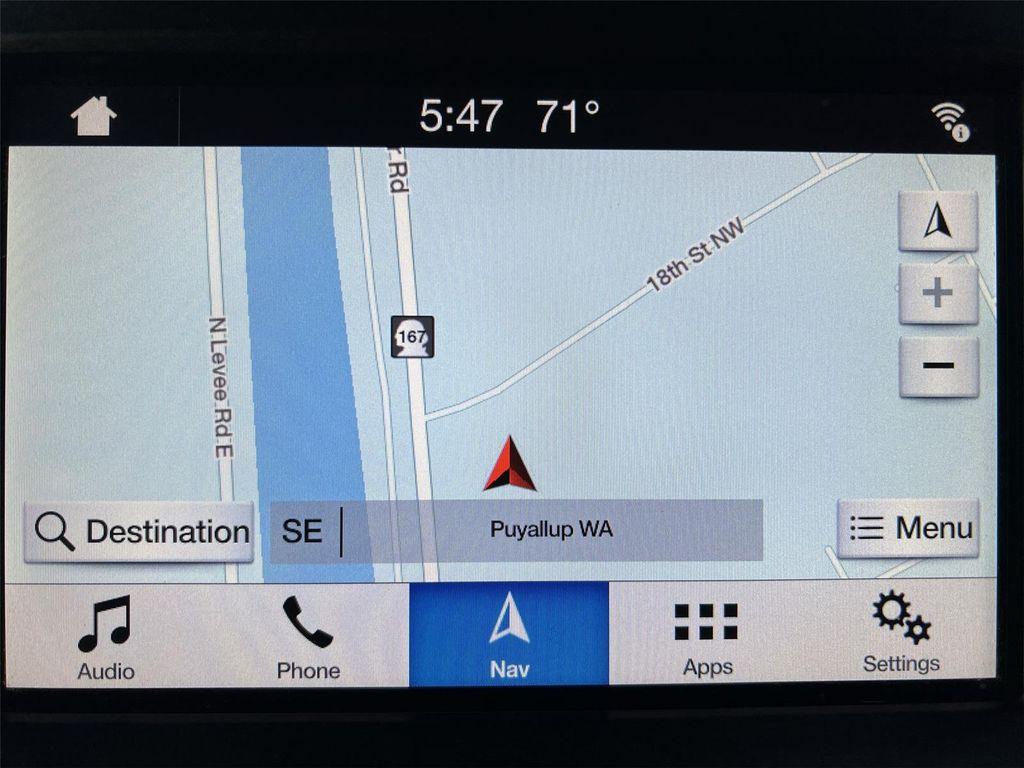 5:47 71°
r Rd
18th St NW
167
N Levee Rd E
Destination
SE
Puyallup WA
Menu
Audio
Phone
Nav
Apps
Settings